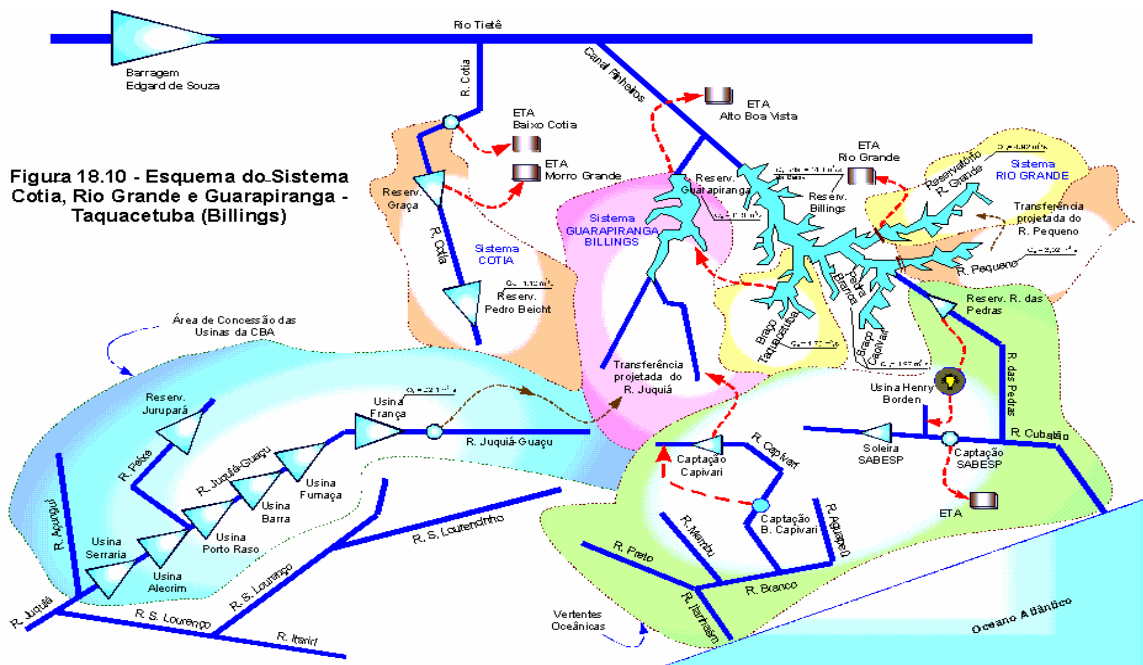 Rio Tietê
Barragem
Edgard de Souza
R. Cotia
Canal Pinheiros
ETA
Baixo Cotia
ETA
Morro Grande
ETA
Alto Boa Vista
ETA
Rio Grande
Figura 18.10 - Esquema do Sistema
Cotia, Rio Grande e Guarapiranga -
Taquacetuba (Billings)
Reserv.
Graça
R. Cotia
Sistema
COTIA
Reserv.
Pedro Beicht
Sistema
GUARAPIRANGA
BILLINGS
Reserv.
Guarapiranga
Reserv.
Billings
Reservatório
R. Grande
Sistema
RIO GRANDE
Transferência
projetada do
R. Pequeno
R. Pequeno
Pedra
Branca
Braço
Taquacetuba
Braço
Capivari
Reserv. R. das
Pedras
R. das Pedras
Área de Concessão das
Usinas da CBA
Transferência
projetada do
R. Juquiá
Usina Henry
Borden
Reserv.
Jurupará
Usina
França
R. Juquiá-Guaçu
R. Peixe
R. Juquiá-Guaçu
Usina
Fumaça
Usina
Barra
Usina
Porto Raso
Usina
Alecrim
Usina
Serraria
R. Açungui
R. Juquiá
R. S. Lourenço
R. S. Lourenço
R. S. Lourencinho
R. Itariri
Captação
Capivari
R. Capivari
Captação
B. Capivari
Soleira
SABESP
Captação
SABESP
R. Cubatão
ETA
R. Mambu
R. Aguapeú
R. Preto
R. Branco
R. Itanhaém
Vertentes
Oceânicas
Oceano Atlântico